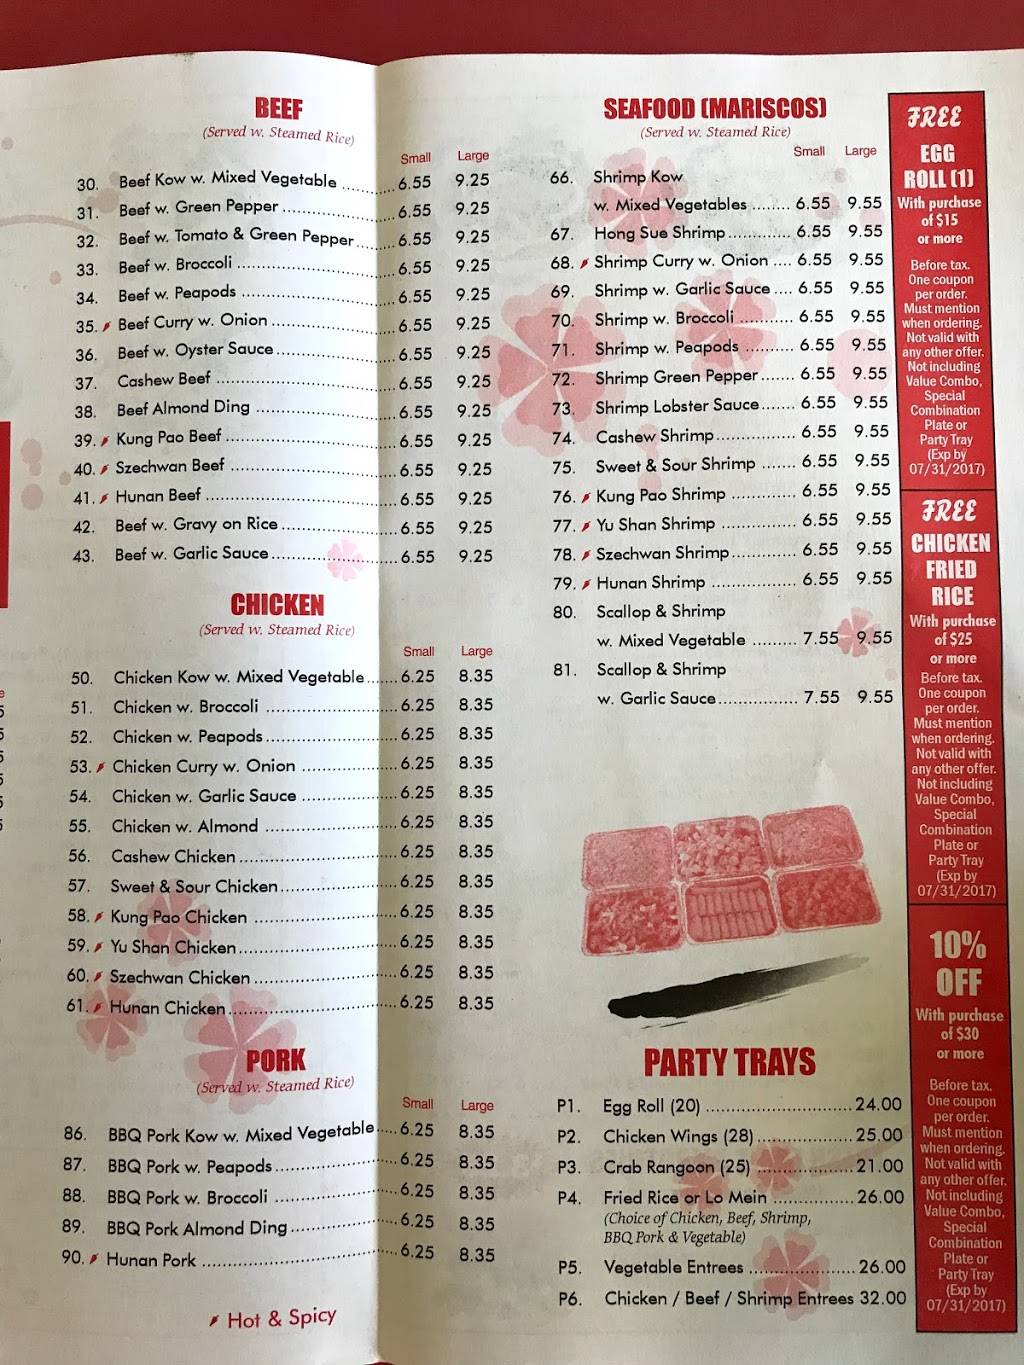 BEEF
(Served w. Steamed Rice)
Small Large
30. Beef Kow w. Mixed Vegetable ..........6.55 9.25
31. Beef w. Green Pepper ..........6.55 9.25
32. Beef w. Tomato & Green Pepper..........6.55 9.25
33. Beef w. Broccoli ..........6.55 9.25
34. Beef w. Peapods ..........6.55 9.25
35. Beef Curry w. Onion ..........6.55 9.25
36. Beef w. Oyster Sauce..........6.55 9.25
37. Cashew Beef ..........6.55 9.25
38. Beef Almond Ding ..........6.55 9.25
39. Kung Pao Beef ..........6.55 9.25
40. Szechwan Beef ..........6.55 9.25
41. Hunan Beef ..........6.55 9.25
42. Beef w. Gravy on Rice..........6.55 9.25
43. Beef w. Garlic Sauce..........6.55 9.25
CHICKEN
(Served w. Steamed Rice)
Small Large
50. Chicken Kow w. Mixed Vegetable.......6.25 8.35
51. Chicken w. Broccoli ..........6.25 8.35
52. Chicken w. Peapods..........6.25 8.35
53. Chicken Curry w. Onion ..........6.25 8.35
54. Chicken w. Garlic Sauce ..........6.25 8.35
55. Chicken w. Almond ..........6.25 8.35
56. Cashew Chicken..........6.25 8.35
57. Sweet & Sour Chicken..........6.25 8.35
58. Kung Pao Chicken ..........6.25 8.35
59. Yu Shan Chicken..........6.25 8.35
60. Szechwan Chicken..........6.25 8.35
61. Hunan Chicken..........6.25 8.35
PORK
(Served w. Steamed Rice)
Small Large
86. BBQ Pork Kow w. Mixed Vegetable.....6.25 8.35
87. BBQ Pork w. Peapods..........6.25 8.35
88. BBQ Pork w. Broccoli ..........6.25 8.35
89. BBQ Pork Almond Ding..........6.25 8.35
90. Hunan Pork ..........6.25 8.35
Hot & Spicy
SEAFOOD (MARISCOS)
(Served w. Steamed Rice)
Small Large
66. Shrimp Kow
w. Mixed Vegetables ........ 6.55 9.55
67. Hong Sue Shrimp............ 6.55 9.55
68. Shrimp Curry w. Onion .... 6.55 9.55
69. Shrimp w. Garlic Sauce .... 6.55 9.55
70. Shrimp w. Broccoli ........... 6.55 9.55
71. Shrimp w. Peapods .......... 6.55 9.55
72. Shrimp Green Pepper....... 6.55 9.55
73. Shrimp Lobster Sauce....... 6.55 9.55
74. Cashew Shrimp................ 6.55 9.55
75. Sweet & Sour Shrimp ....... 6.55 9.55
76. Kung Pao Shrimp ............. 6.55 9.55
77. Yu Shan Shrimp ............... 6.55 9.55
78. Szechwan Shrimp............. 6.55 9.55
79. Hunan Shrimp ................. 6.55 9.55
80. Scallop & Shrimp
w. Mixed Vegetable ......... 7.55 9.55
81. Scallop & Shrimp
w. Garlic Sauce................. 7.55 9.55
PARTY TRAYS
P1. Egg Roll (20) ..............................24.00
P2. Chicken Wings (28)....................25.00
P3. Crab Rangoon (25) ....................21.00
P4. Fried Rice or Lo Mein .................26.00
(Choice of Chicken, Beef, Shrimp,
BBQ Pork & Vegetable)
P5. Vegetable Entrees ......................26.00
P6. Chicken / Beef / Shrimp Entrees 32.00
FREE
EGG
ROLL (1)
With purchase
of $15
or more
Before tax.
One coupon
per order.
Must mention
when ordering.
Not valid with
any other offer.
Not including
Value Combo,
Special
Combination
Plate or
Party Tray
(Exp by
07/31/2017)
FREE
CHICKEN
FRIED
RICE
With purchase
of $25
or more
Before tax.
One coupon
per order.
Must mention
when ordering.
Not valid with
any other offer.
Not including
Value Combo,
Special
Combination
Plate or
Party Tray
(Exp by
07/31/2017)
10%
OFF
With purchase
of $30
or more
Before tax.
One coupon
per order.
Must mention
when ordering.
Not valid with
any other offer.
Not including
Value Combo,
Special
Combination
Plate or
Party Tray
(Exp by
07/31/2017)